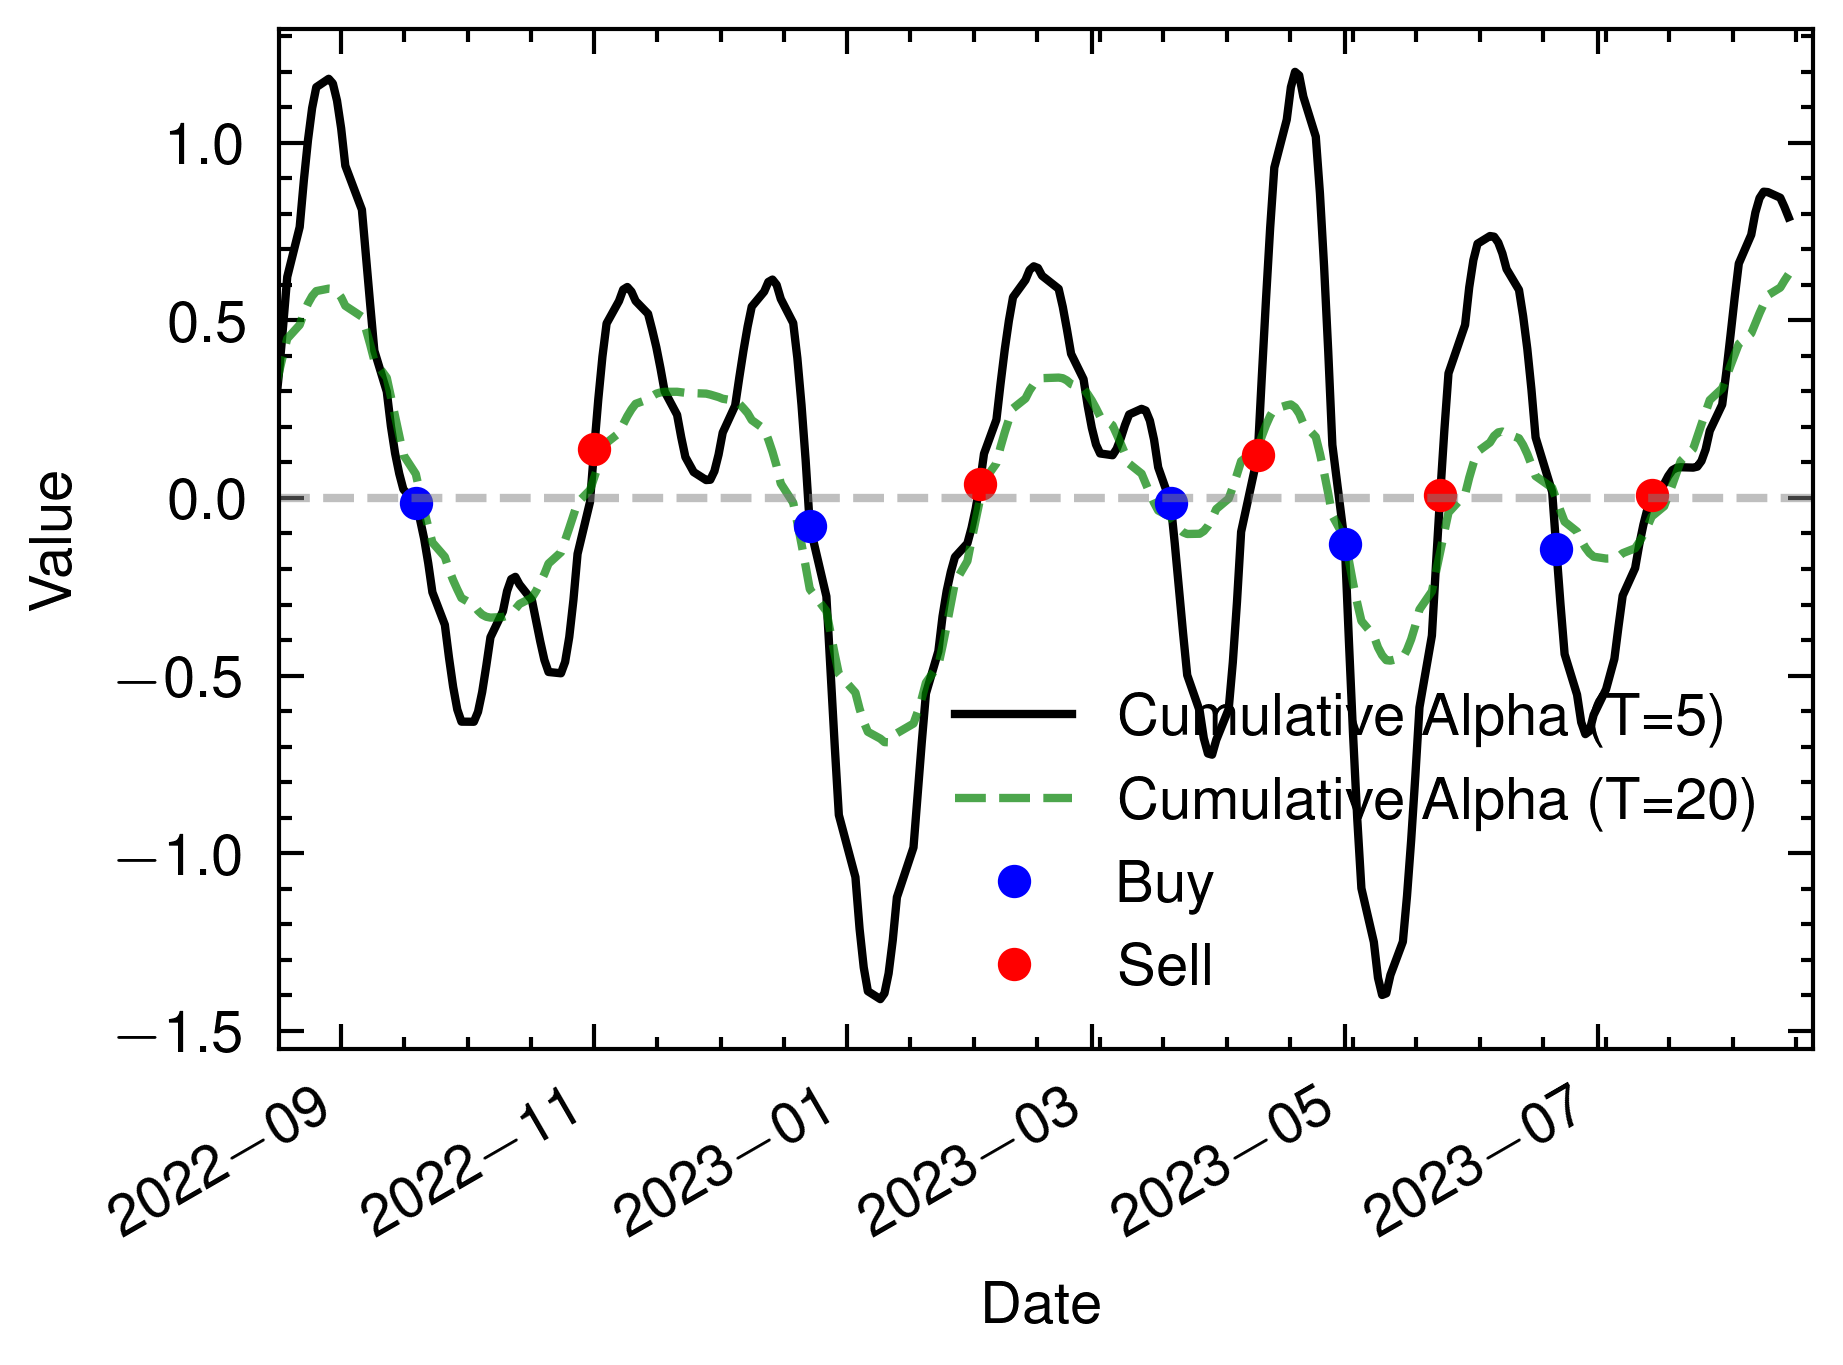 1.0
0.5
0.0
−0.5
−1.0
−1.5
Value
Cumulative Alpha (T=5)
Cumulative Alpha (T=20)
Buy
Sell
2022−09
2022−11
2023−01
2023−03
2023−05
2023−07
Date